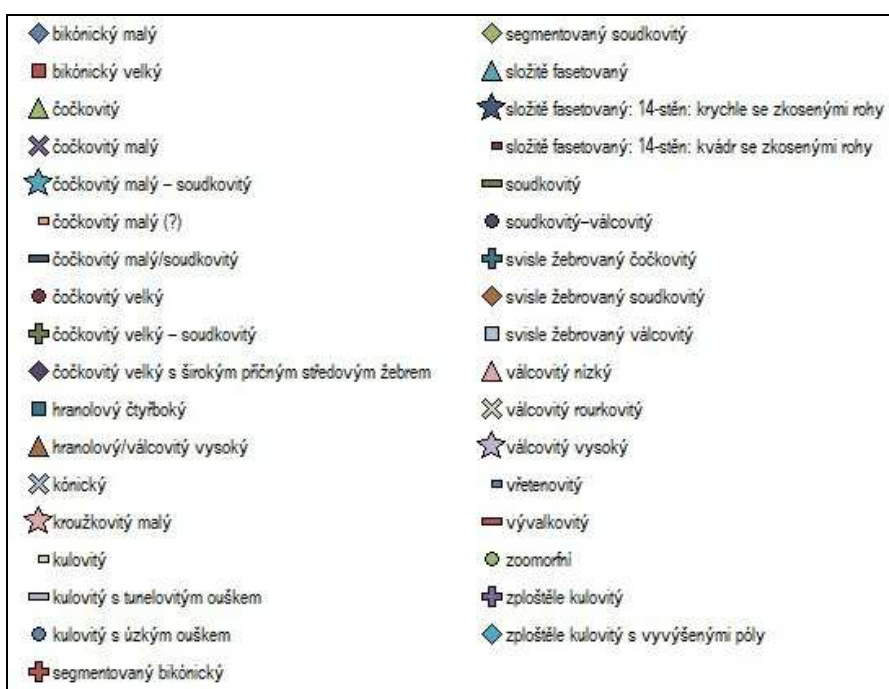 bikónický malý
bikónický velký
čočkovitý
čočkovitý malý
čočkovitý malý – soudkovitý
čočkovitý malý (?)
čočkovitý malý/soudkovitý
čočkovitý velký
čočkovitý velký – soudkovitý
čočkovitý velký s širokým příčným středovým žebrem
hranolový čtyřboký
hranolový/válcovitý vysoký
kónický
kroužkovitý malý
kulovitý
kulovitý s tunelovitým ouškem
kulovitý s úzkým ouškem
segmentovaný bikónický
segmentovaný soudkovitý
složitě fasetovaný
složitě fasetovaný: 14-stěn: krychle se zkosenými rohy
složitě fasetovaný: 14-stěn: kvádr se zkosenými rohy
soudkovitý
soudkovitý–válcovitý
svisle žebrovaný čočkovitý
svisle žebrovaný soudkovitý
svisle žebrovaný válcovitý
válcovitý nízký
válcovitý rourkovitý
válcovitý vysoký
vřetenovitý
vývalkovitý
zoomorfní
zploštěle kulovitý
zploštěle kulovitý s vyvýšenými póly